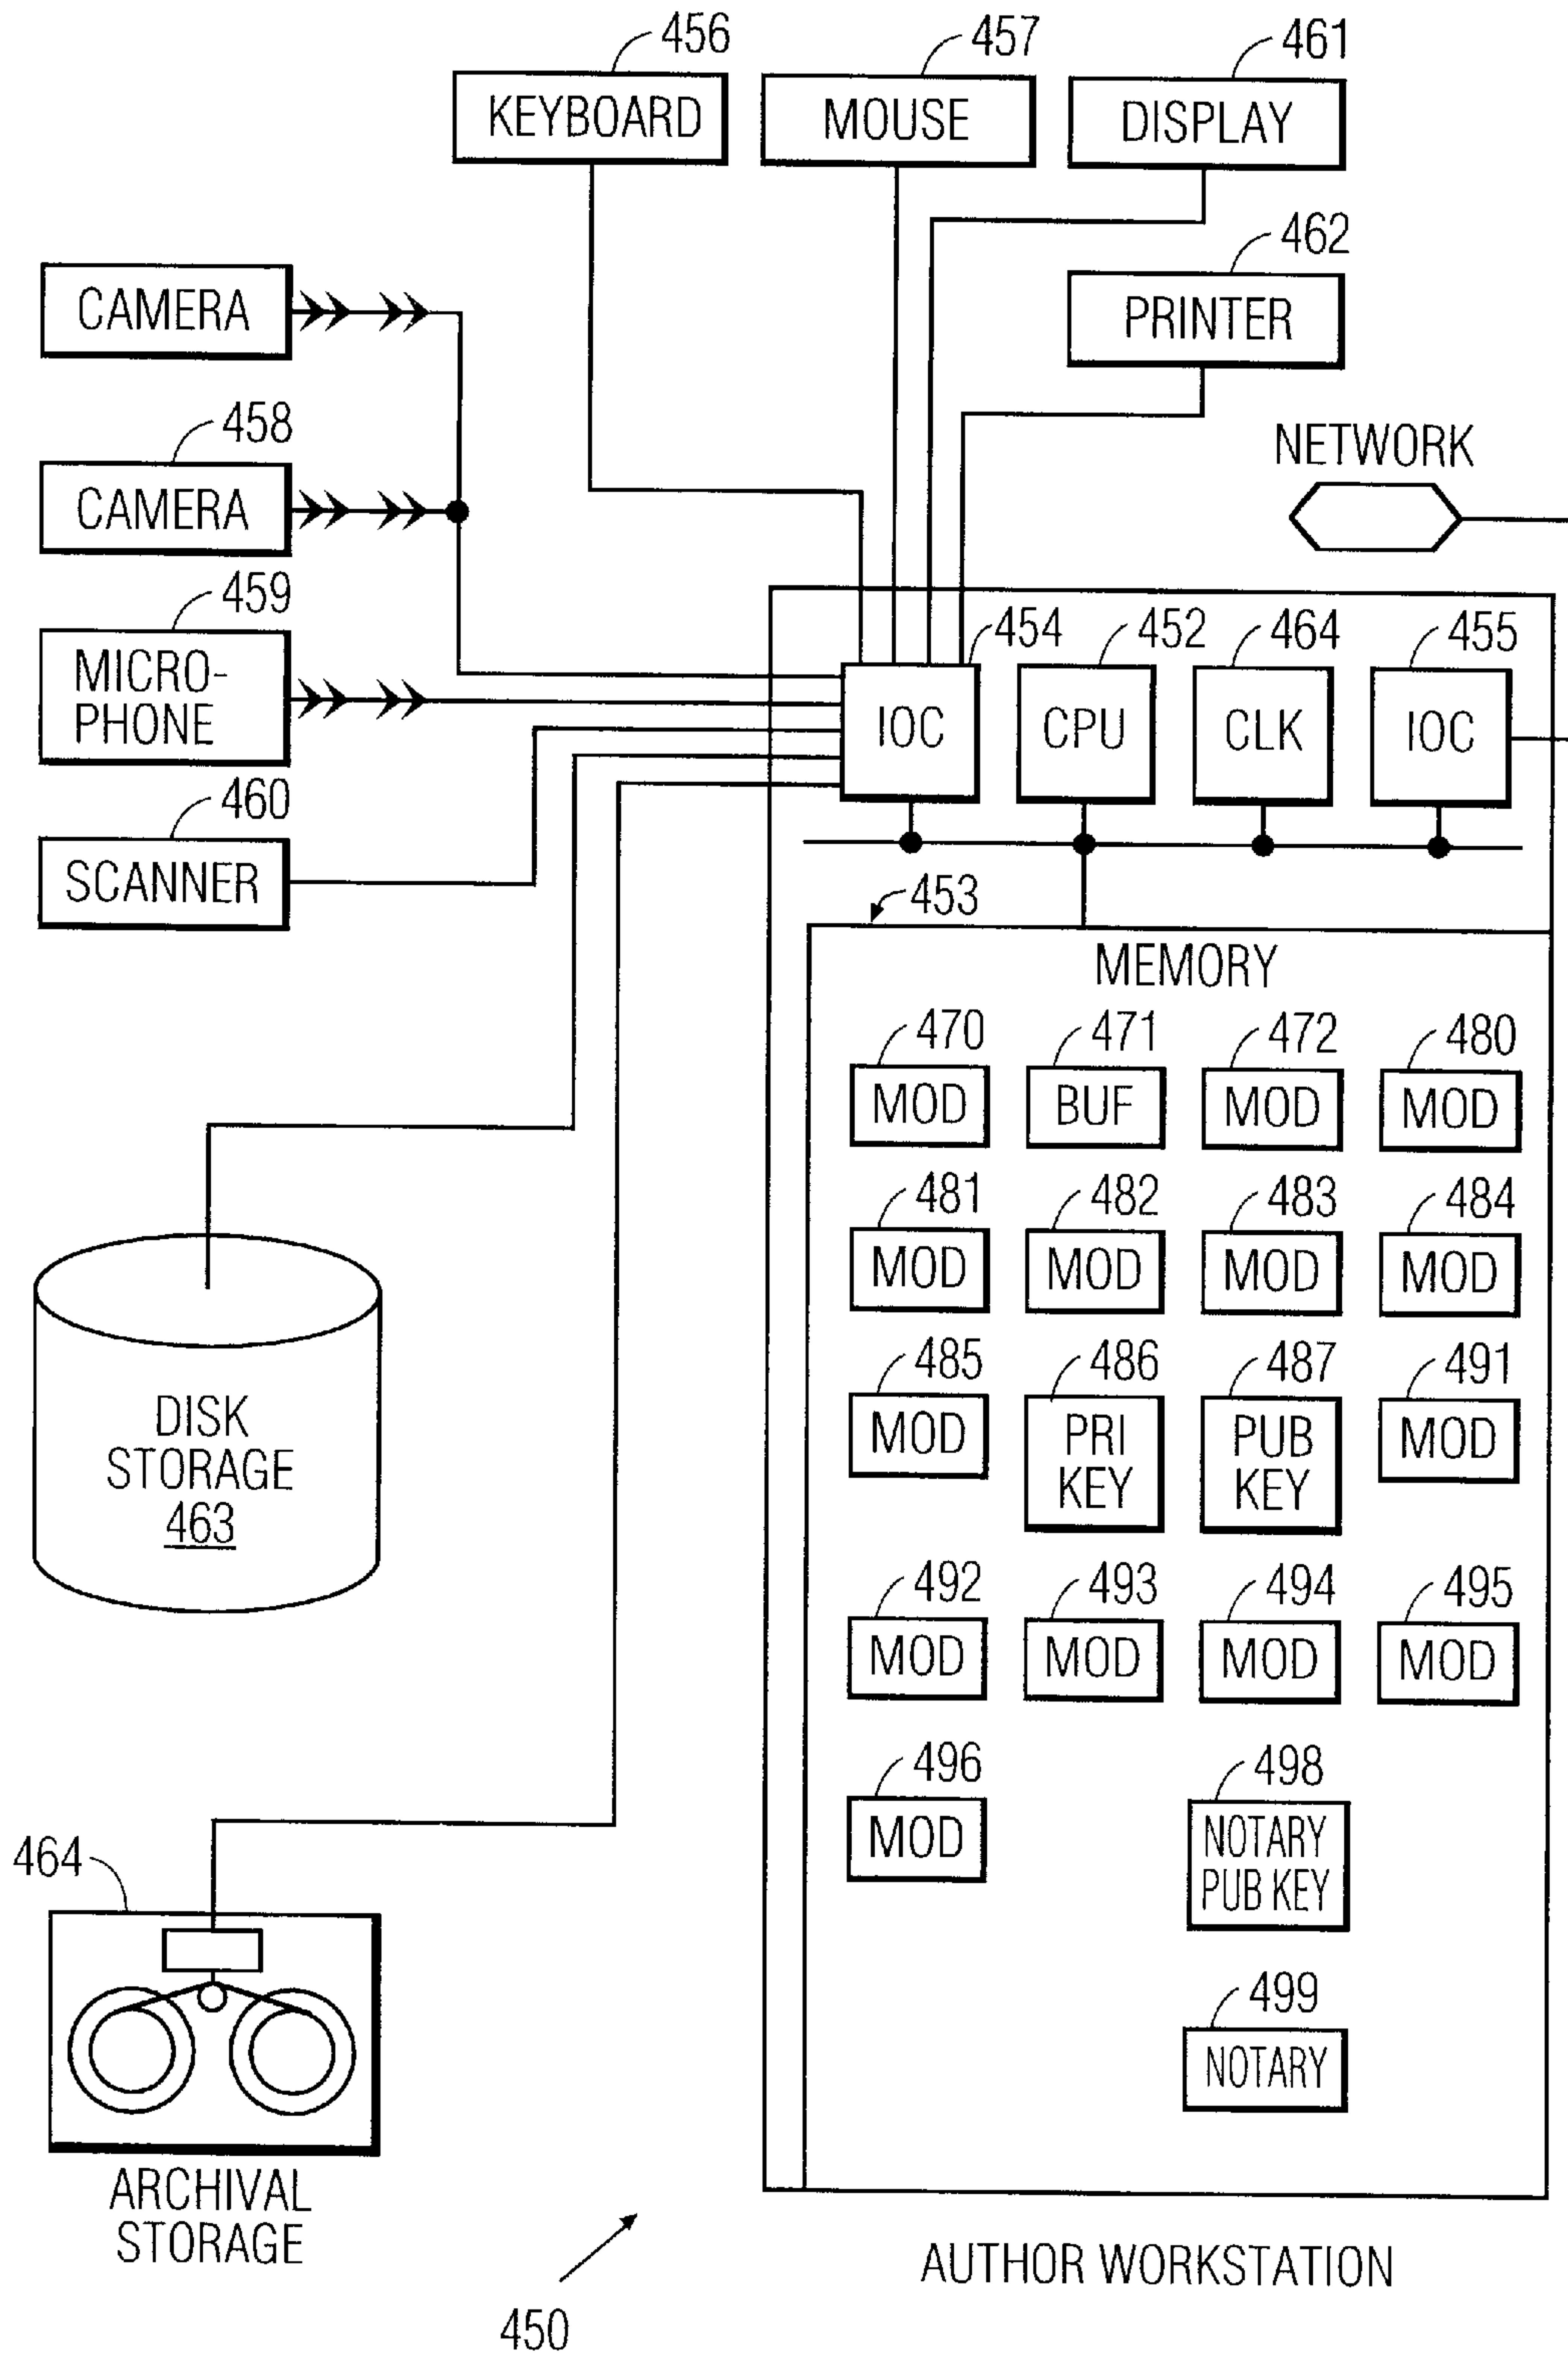 456
457
461
KEYBOARD
MOUSE
DISPLAY
462
PRINTER
CAMERA
458
CAMERA
NETWORK
459
MICRO-
PHONE
460
SCANNER
454
452
464
455
IOC
CPU
CLK
IOC
453
MEMORY
470
471
472
480
MOD
BUF
MOD
MOD
481
482
483
484
MOD
MOD
MOD
MOD
485
486
487
491
MOD
PRI
KEY
PUB
KEY
MOD
492
493
494
495
MOD
MOD
MOD
MOD
496
498
MOD
NOTARY
PUB KEY
499
NOTARY
DISK
STORAGE
463
464
ARCHIVAL
STORAGE
450
AUTHOR WORKSTATION